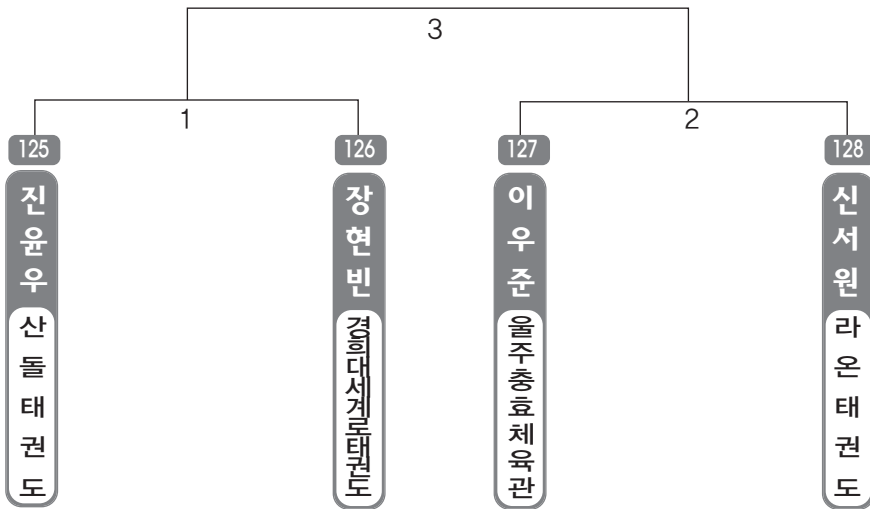 3
1
2
125
진윤우
산돌태권도
126
장현빈
경희대세계로태권도
127
이우준
울주충효체육관
128
신서원
라온태권도